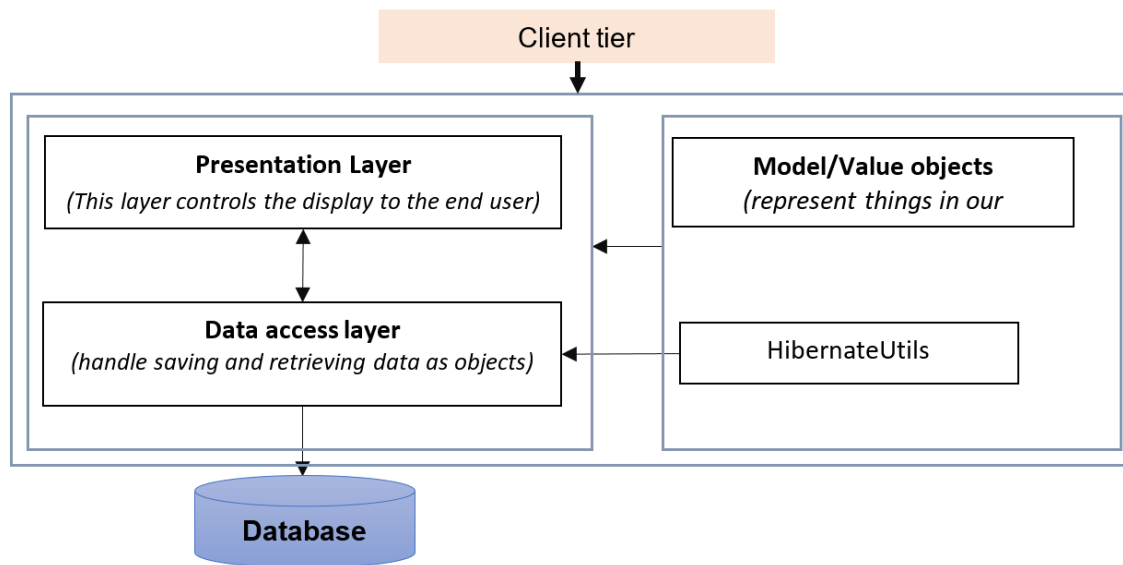 Client tier
Presentation Layer
(This layer controls the display to the end user)
Model/Value objects
(represent things in our
Data access layer
(handle saving and retrieving data as objects)
HibernateUtils
Database